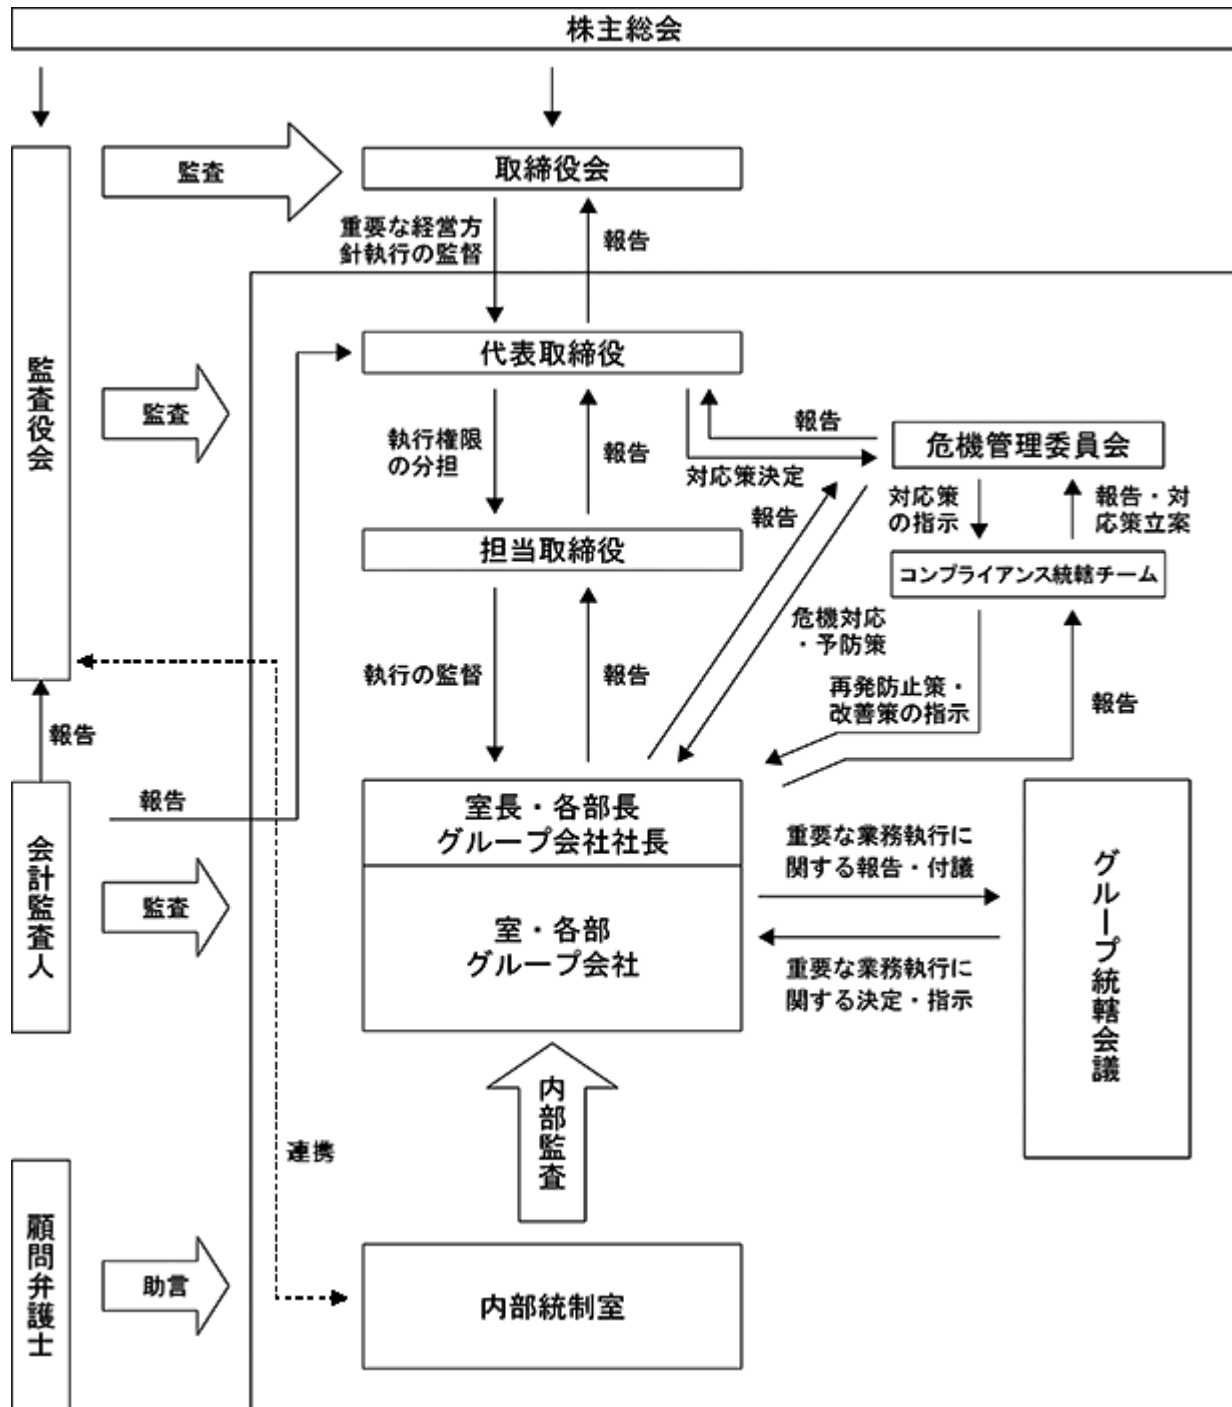 株主総会
監査
取締役会
重要な経営方
針執行の監督
報告
監査役会
代表取締役
監査
執行権限
の分担
報告
報告
対応策決定
危機管理委員会
報告
対応策
の指示
報告・対
応策立案
担当取締役
コンプライアンス統轄チーム
危機対応
・予防策
執行の監督
報告
再発防止策・
改善策の指示
報告
報告
報告
会計監査人
監査
室長・各部長
グループ会社社長
室・各部
グループ会社
重要な業務執行に
関する報告・付議
重要な業務執行に
関する決定・指示
グループ統轄会議
内部監査
連携
顧問弁護士
助言
内部統制室